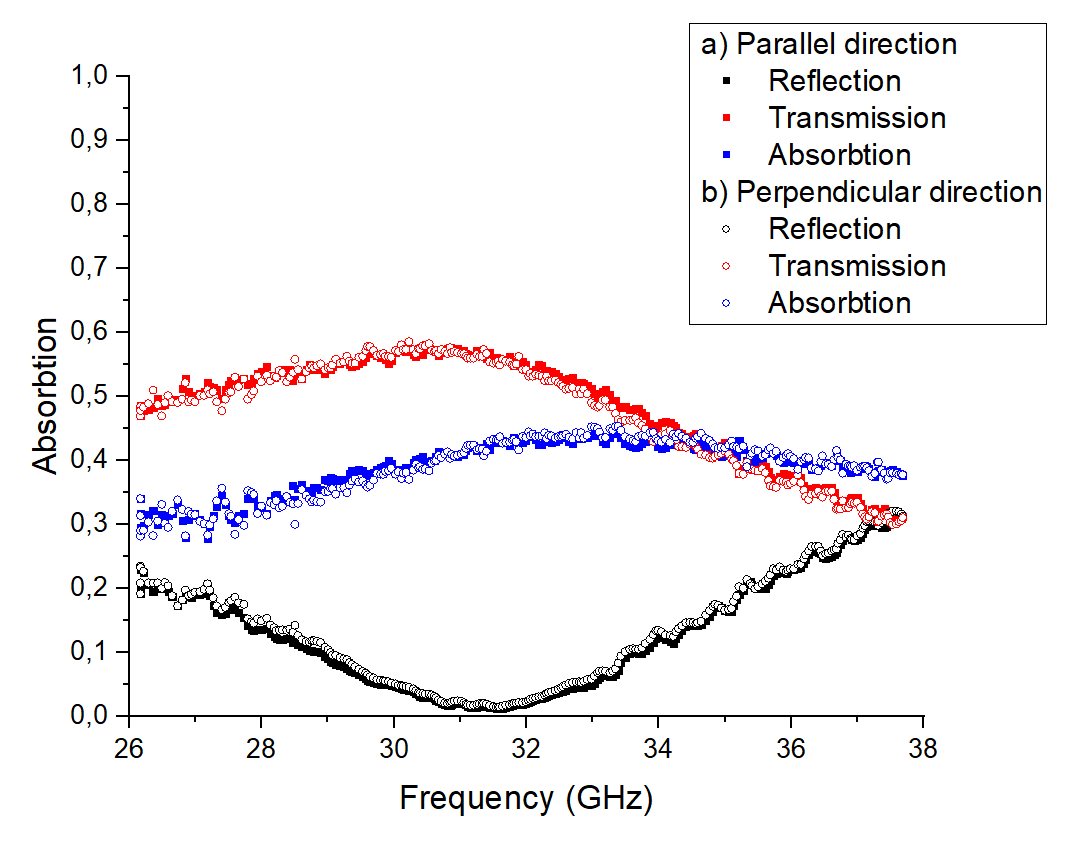 a) Parallel direction
Reflection
Transmission
Absorbtion
b) Perpendicular direction
Reflection
Transmission
Absorbtion
1,0
0,9
0,8
0,7
0,6
0,5
0,4
0,3
0,2
0,1
0,0
Absorbtion
26 28 30 32 34 36 38
Frequency (GHz)